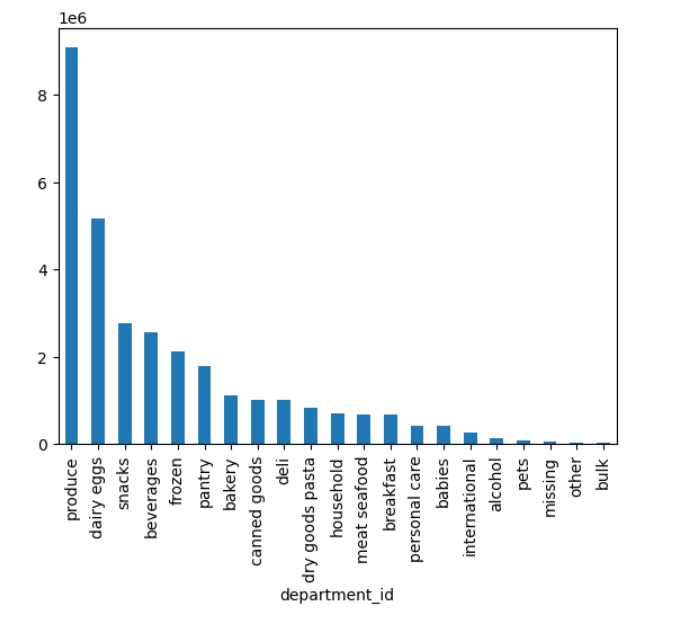 1e6
8
6
4
2
0
produce
dairy eggs
snacks
beverages
frozen
pantry
bakery
canned goods
deli
dry goods pasta
household
meat seafood
breakfast
personal care
babies
international
alcohol
pets
missing
other
bulk
department_id